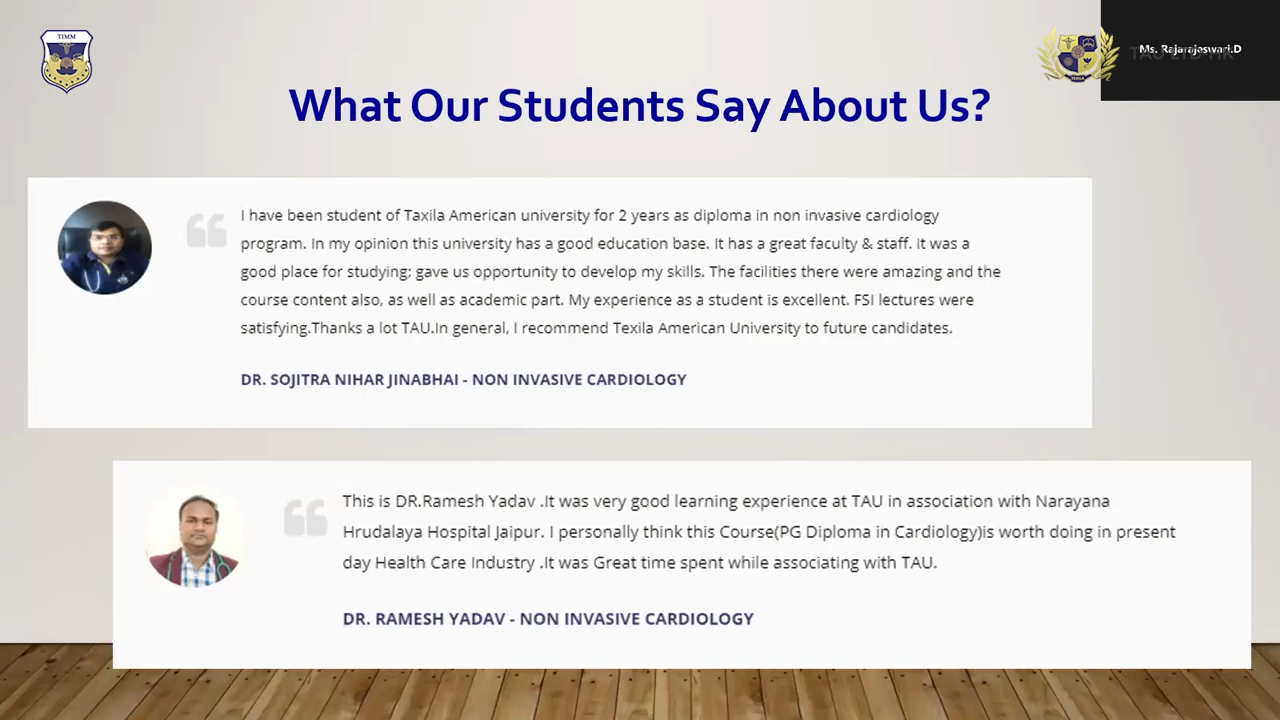 TIMM
Ms. Rajarajeswari.D
TEXILA
What Our Students Say About Us?
I have been student of Taxila American university for 2 years as diploma in non invasive cardiology
program. In my opinion this university has a good education base. It has a great faculty & staff. It was a
good place for studying; gave us opportunity to develop my skills. The facilities there were amazing and the
course content also, as well as academic part. My experience as a student is excellent. FSI lectures were
satisfying.Thanks a lot TAU.In general, I recommend Texila American University to future candidates.
DR. SOJITRA NIHAR JINABHAI - NON INVASIVE CARDIOLOGY
This is DR.Ramesh Yadav .It was very good learning experience at TAU in association with Narayana
Hrudalaya Hospital Jaipur. I personally think this Course(PG Diploma in Cardiology)is worth doing in present
day Health Care Industry .It was Great time spent while associating with TAU.
DR. RAMESH YADAV - NON INVASIVE CARDIOLOGY